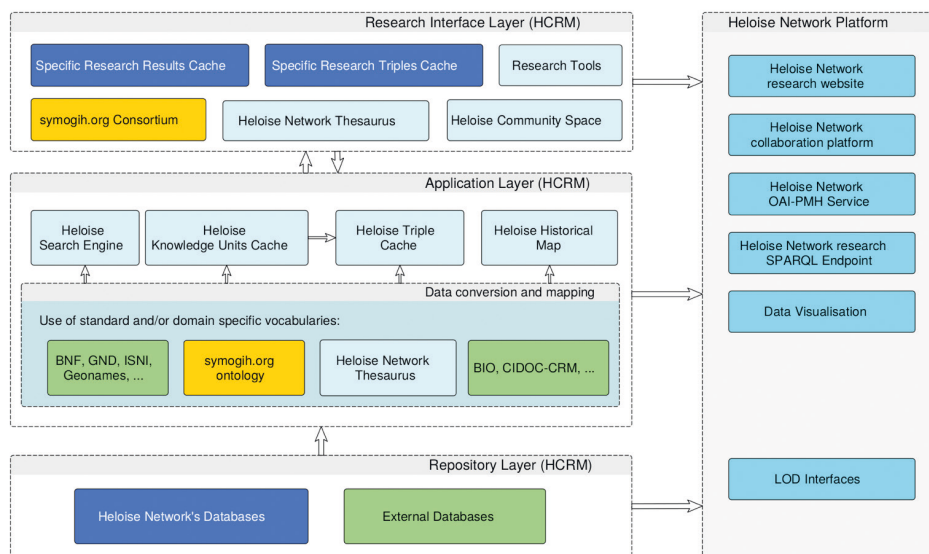 Research Interface Layer (HCRM)
Specific Research Results Cache
Specific Research Triples Cache
Research Tools
symogih.org Consortium
Heloise Network Thesaurus
Heloise Community Space
Application Layer (HCRM)
Heloise
Search Engine
Heloise
Knowledge Units Cache
Heloise Triple
Cache
Heloise Historical
Map
Data conversion and mapping
Use of standard and/or domain specific vocabularies:
BNF, GND, ISNI,
Geonames, ...
symogih.org
ontology
Heloise Network
Thesaurus
BIO, CIDOC-CRM, ...
Repository Layer (HCRM)
Heloise Network's Databases
External Databases
Heloise Network Platform
Heloise Network
research website
Heloise Network
collaboration platform
Heloise Network
OAI-PMH Service
Heloise Network research
SPARQL Endpoint
Data Visualisation
LOD Interfaces